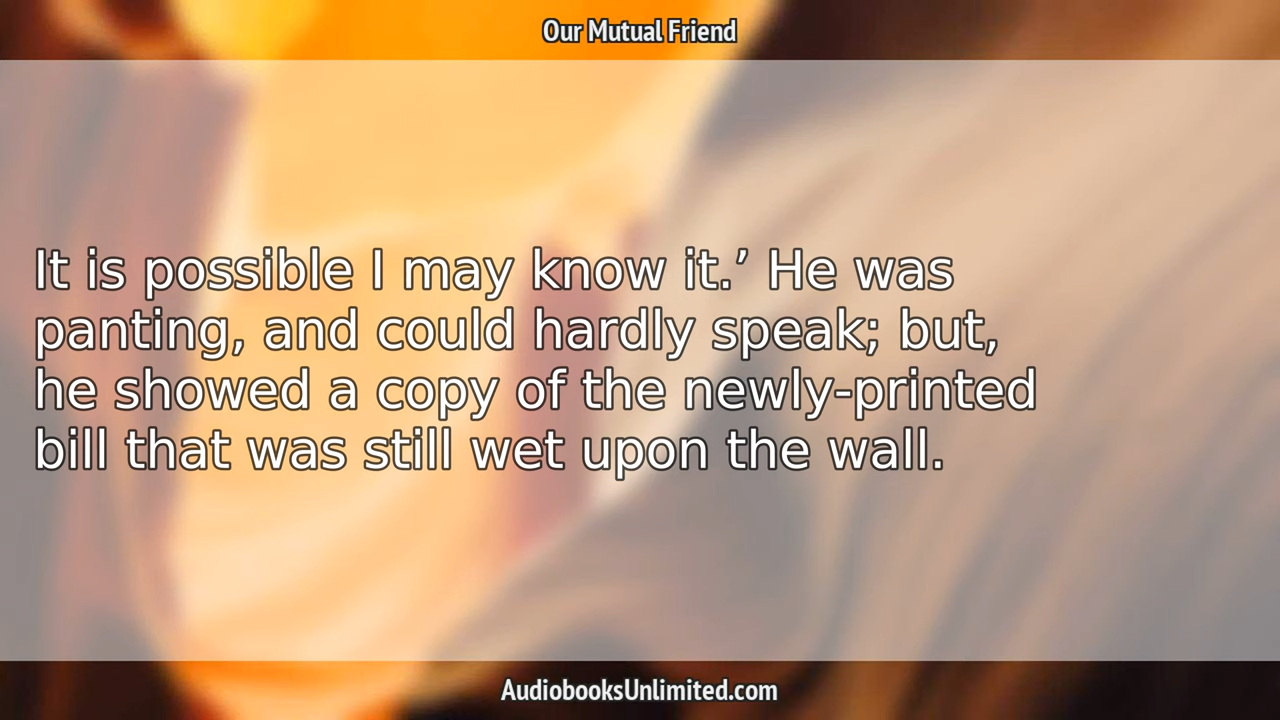 Our Mutual Friend
It is possible I may know it.’ He was
panting, and could hardly speak; but,
he showed a copy of the newly-printed
bill that was still wet upon the wall.
AudiobooksUnlimited.com